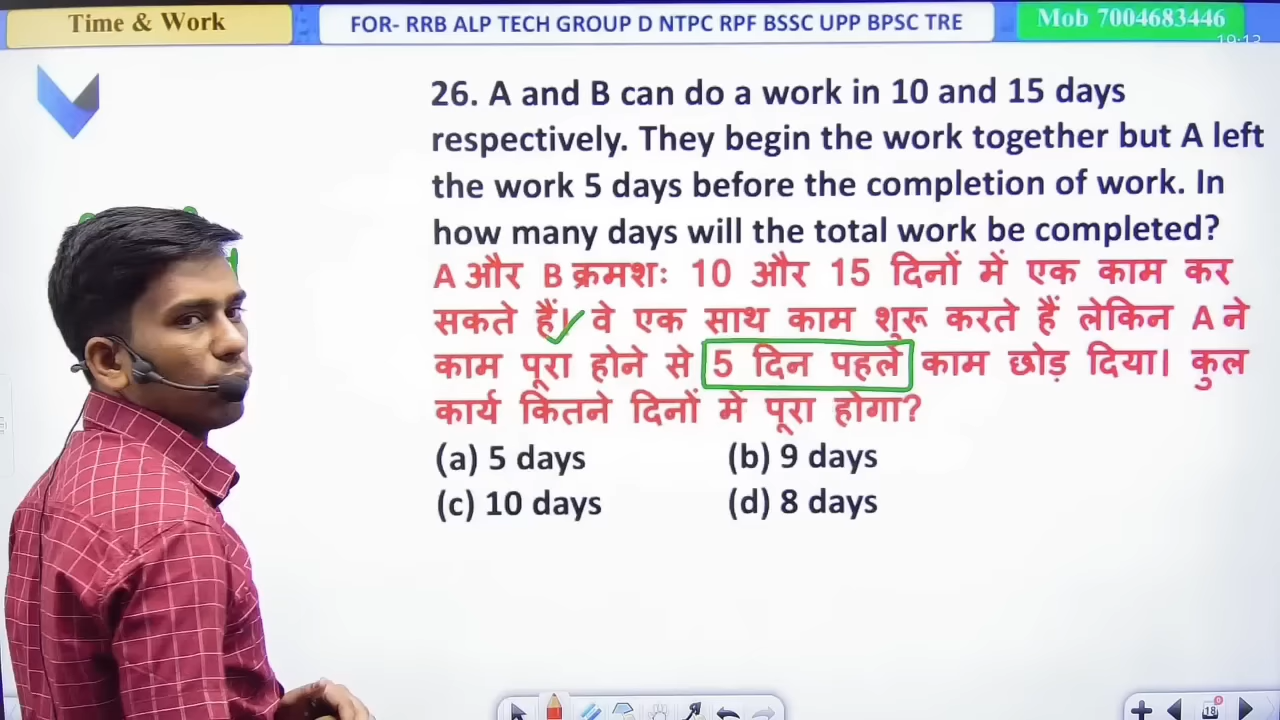 Time & Work
FOR- RRB ALP TECH GROUP D NTPC RPF BSSC UPP BPSC TRE
Mob 7004683446
19:13
26. A and B can do a work in 10 and 15 days
respectively. They begin the work together but A left
the work 5 days before the completion of work. In
how many days will the total work be completed?
A और B क्रमशः 10 और 15 दिनों में एक काम कर
सकते हैं। वे एक साथ काम शुरू करते हैं लेकिन A ने
काम पूरा होने से 5 दिन पहले काम छोड़ दिया। कुल
कार्य कितने दिनों में पूरा होगा?
(a) 5 days (b) 9 days
(c) 10 days (d) 8 days
18